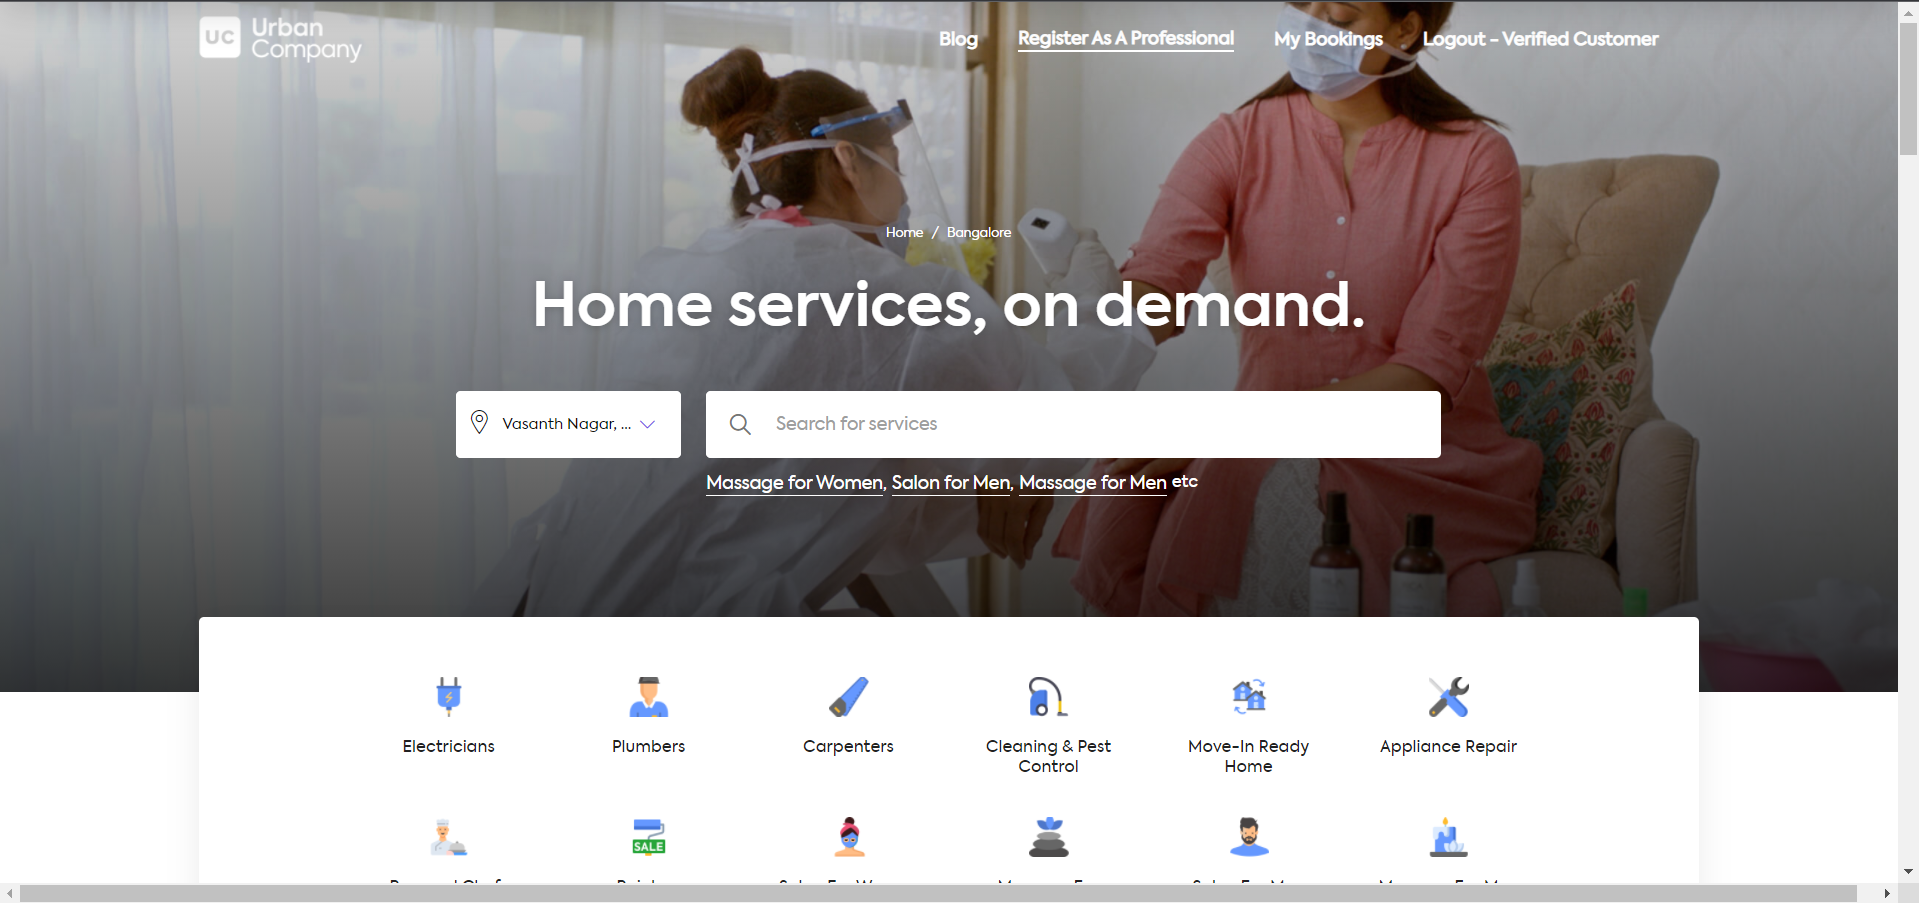 UC Urban
Company
Blog
Register As A Professional
My Bookings
Logout - Verified Customer
Home / Bangalore
Home services, on demand.
Vasanth Nagar, ...
Search for services
Massage for Women, Salon for Men, Massage for Men etc
Electricians
Plumbers
Carpenters
Cleaning & Pest
Control
Move-In Ready
Home
Appliance Repair
SALE